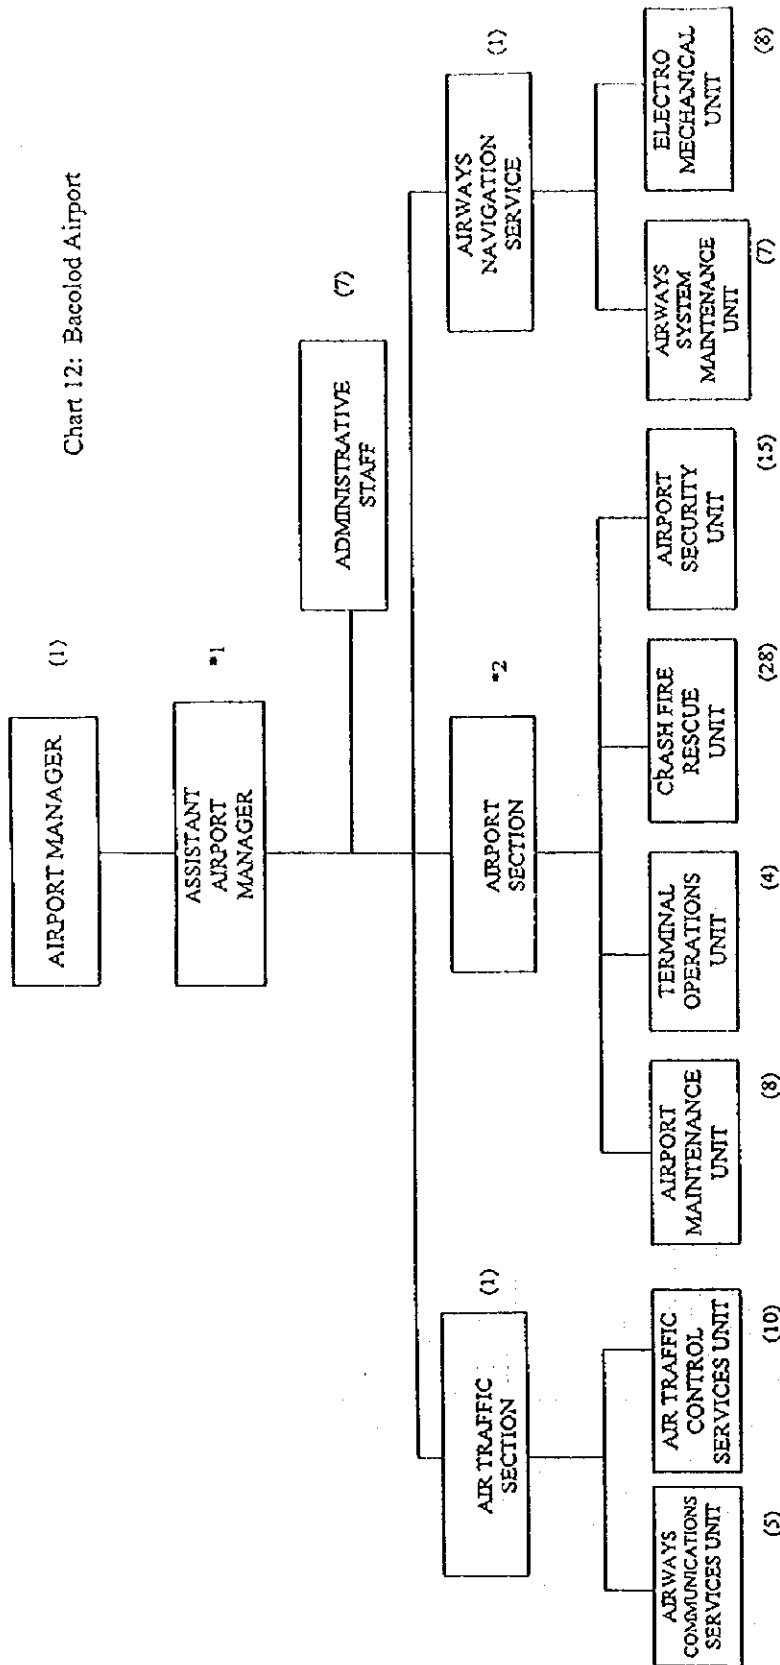 Chart 12: Bacolod Airport
AIRPORT MANAGER
(1)
ASSISTANT
AIRPORT
MANAGER
*1
ADMINISTRATIVE
STAFF
(7)
AIR TRAFFIC
SECTION
(1)
AIRPORT
SECTION
*2
AIRWAYS
NAVIGATION
SERVICE
(1)
AIRWAYS
COMMUNICATIONS
SERVICES UNIT
(5)
AIR TRAFFIC
CONTROL
SERVICES UNIT
(10)
AIRPORT
MAINTENANCE
UNIT
(8)
TERMINAL
OPERATIONS
UNIT
(4)
CRASH FIRE
RESCUE
UNIT
(28)
AIRPORT
SECURITY
UNIT
(15)
AIRWAYS
SYSTEM
MAINTENANCE
UNIT
(7)
ELECTRO
MECHANICAL
UNIT
(8)